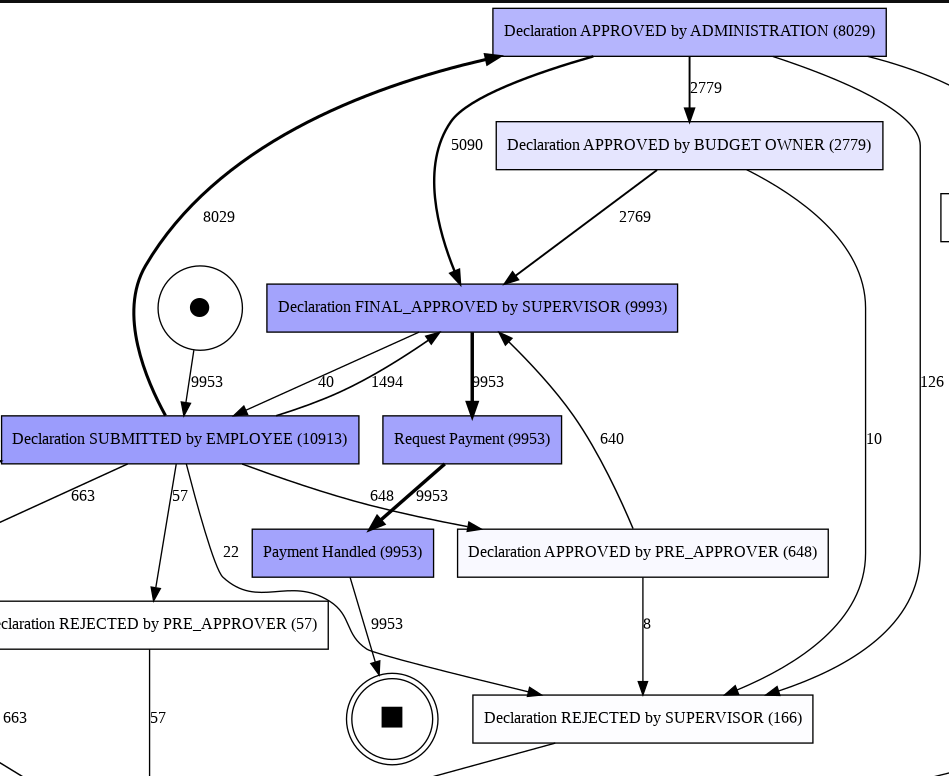 Declaration APPROVED by ADMINISTRATION (8029)
2779
5090
Declaration APPROVED by BUDGET OWNER (2779)
8029
2769
Declaration FINAL_APPROVED by SUPERVISOR (9993)
9953
40
1494
9953
126
Declaration SUBMITTED by EMPLOYEE (10913)
Request Payment (9953)
640
10
663
57
648
9953
22
Payment Handled (9953)
Declaration APPROVED by PRE_APPROVER (648)
claration REJECTED by PRE_APPROVER (57)
9953
8
663
57
Declaration REJECTED by SUPERVISOR (166)